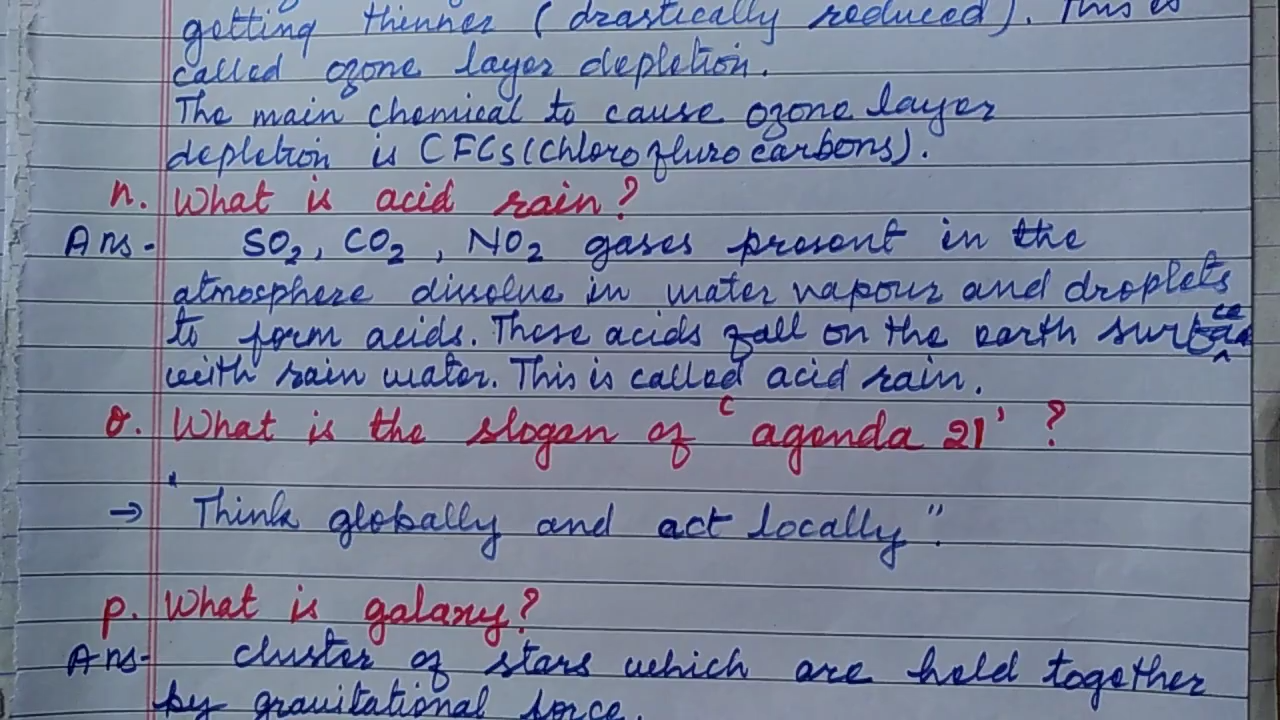 getting thinner (drastically reduced). This is
called ozone layer depletion.
The main chemical to cause ozone layer
depletion is CFCs (Chlorofluro carbons).
n. What is acid rain?
Ans- SO₂, CO₂, NO₂ gases present in the
atmosphere dissolve in water vapour and droplets
to form acids. These acids fall on the earth surface
with rain water. This is called acid rain.
o. What is the slogan of 'agenda 21'?
→ "Think globally and act locally".
p. What is galaxy?
Ans- cluster of stars which are held together
by gravitational force.